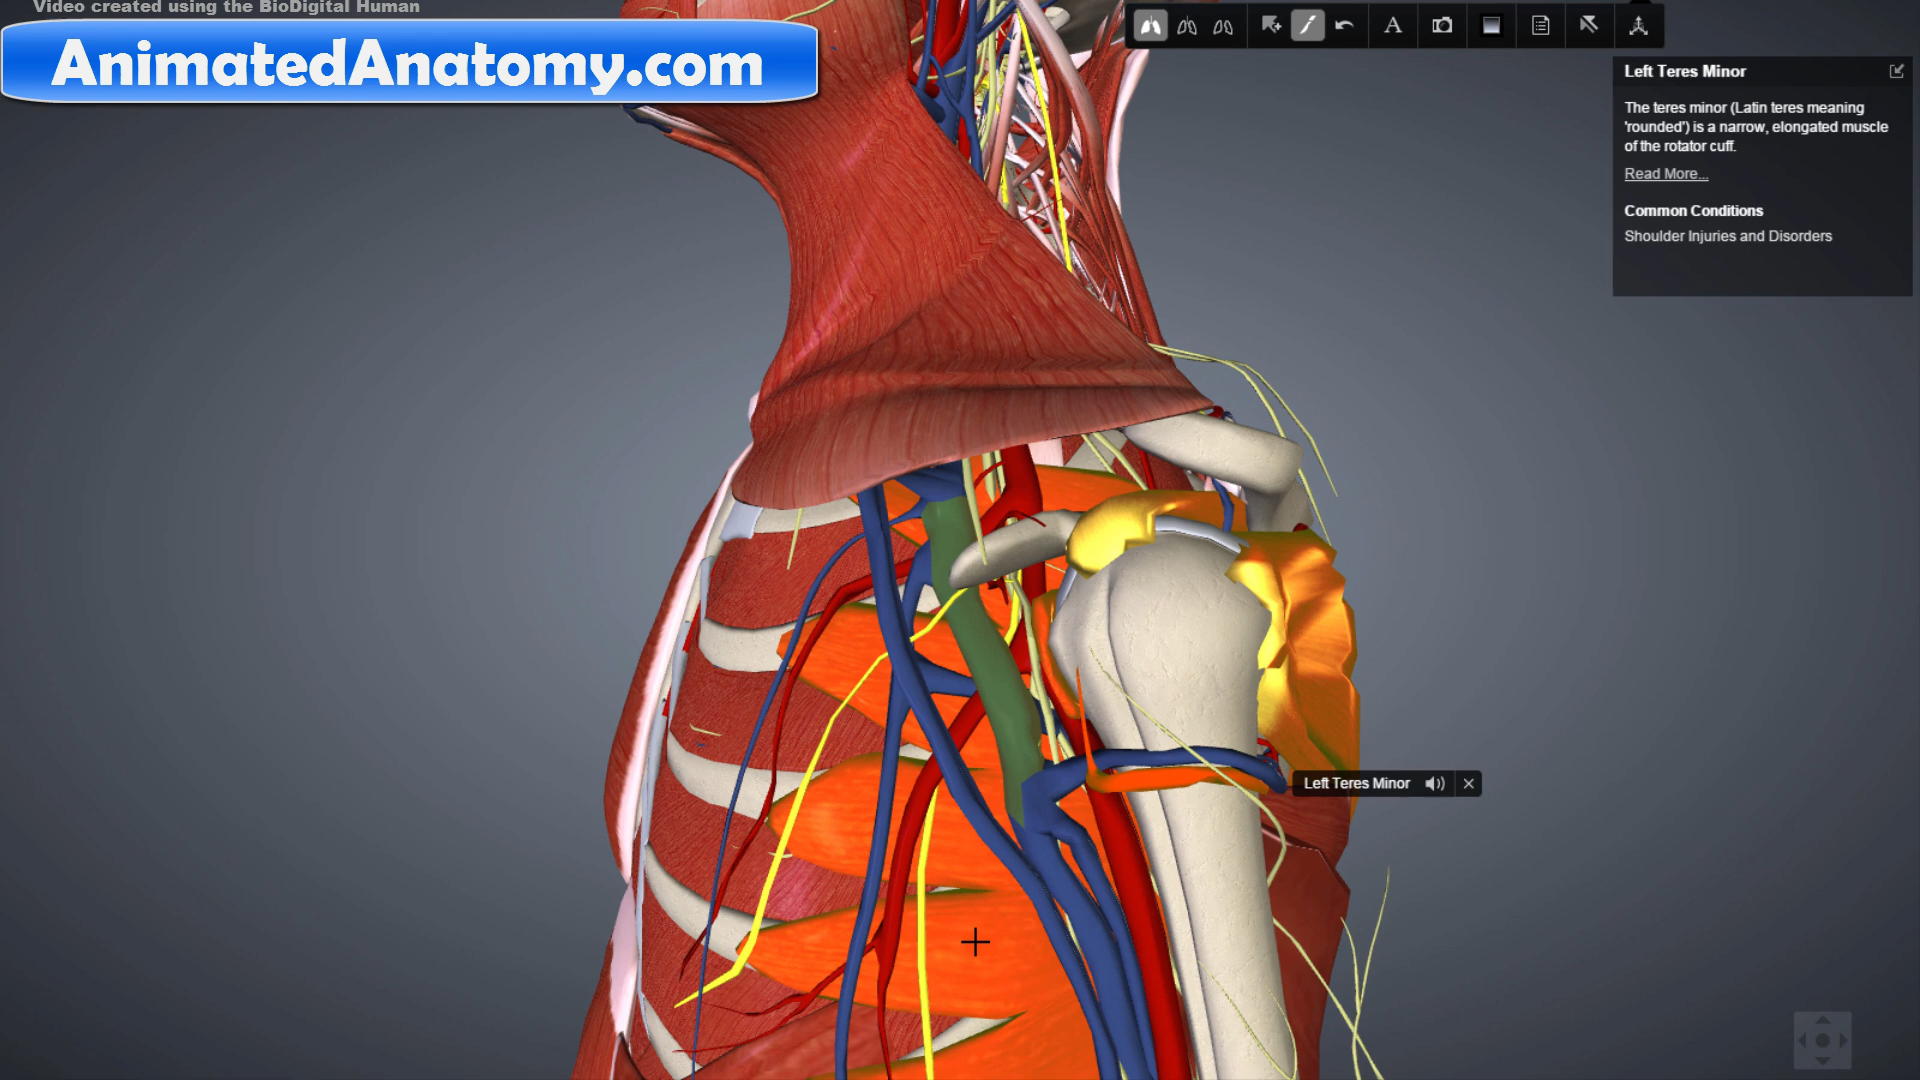 Video created using the BioDigital Human
AnimatedAnatomy.com
A
Left Teres Minor
The teres minor (Latin teres meaning
'rounded') is a narrow, elongated muscle
of the rotator cuff.
Read More...
Common Conditions
Shoulder Injuries and Disorders
Left Teres Minor